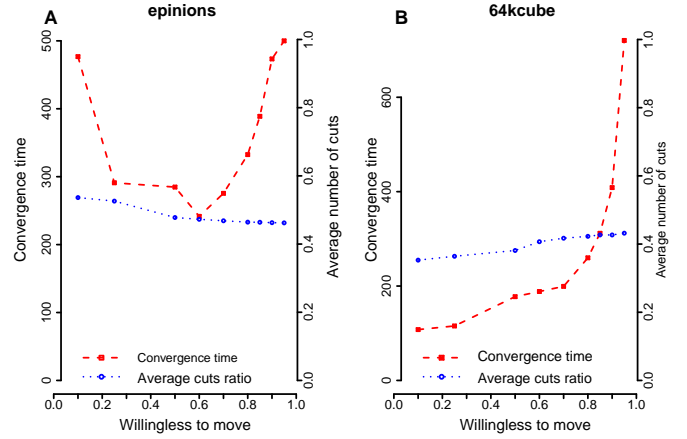 A
epinions
500
400
300
200
100
0
Convergence time
1.0
0.8
0.6
0.4
0.2
0.0
Average number of cuts
Convergence time
Average cuts ratio
0.0 0.2 0.4 0.6 0.8 1.0
Willingless to move
B
64kcube
600
400
200
0
Convergence time
1.0
0.8
0.6
0.4
0.2
0.0
Average number of cuts
Convergence time
Average cuts ratio
0.0 0.2 0.4 0.6 0.8 1.0
Willingless to move